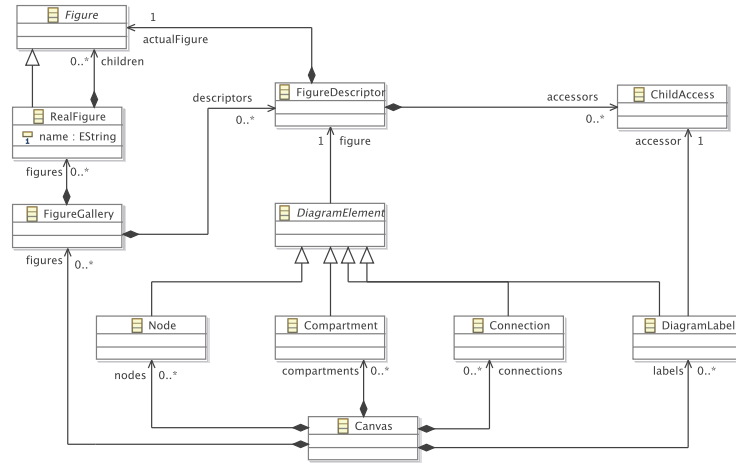 Figure
1
actualFigure
0..* children
descriptors
0..*
FigureDescriptor
accessors
0..*
ChildAccess
RealFigure
name : EString
1 figure
accessor 1
figures 0..*
FigureGallery
DiagramElement
figures 0..*
Node
Compartment
Connection
DiagramLabel
nodes 0..*
compartments 0..*
0..* connections
labels 0..*
Canvas